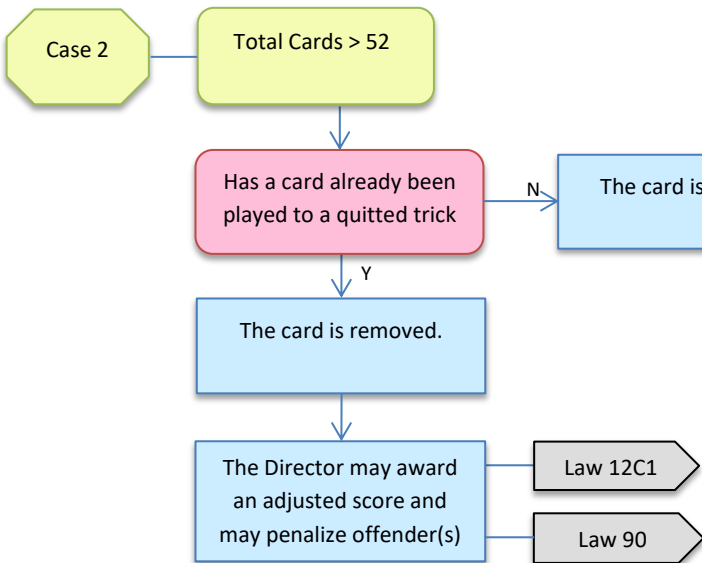 Case 2
Total Cards > 52
Has a card already been
played to a quitted trick
N
The card is
Y
The card is removed.
The Director may award
an adjusted score and
may penalize offender(s)
Law 12C1
Law 90